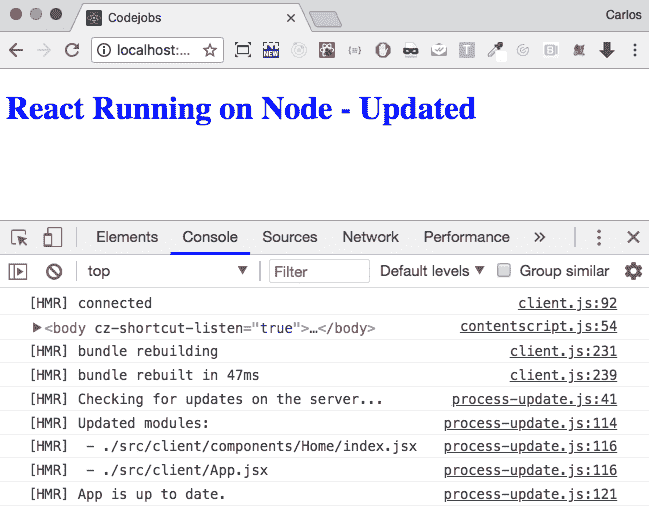 Codejobs
Carlos
localhost:...
NEW
React Running on Node - Updated
Elements Console Sources Network Performance »
top Filter Default levels Group similar
[HMR] connected client.js:92
<body cz-shortcut-listen="true">…</body> contentscript.js:54
[HMR] bundle rebuilding client.js:231
[HMR] bundle rebuilt in 47ms client.js:239
[HMR] Checking for updates on the server... process-update.js:41
[HMR] Updated modules: process-update.js:114
[HMR]  - ./src/client/components/Home/index.jsx process-update.js:116
[HMR]  - ./src/client/App.jsx process-update.js:116
[HMR] App is up to date. process-update.js:121